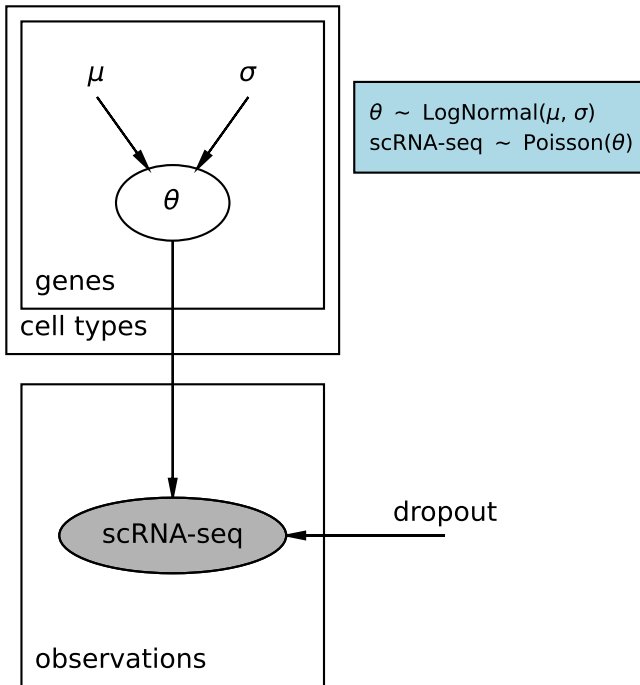 μ σ
θ ~ LogNormal(μ, σ)
scRNA-seq ~ Poisson(θ)
θ
genes
cell types
dropout
scRNA-seq
observations